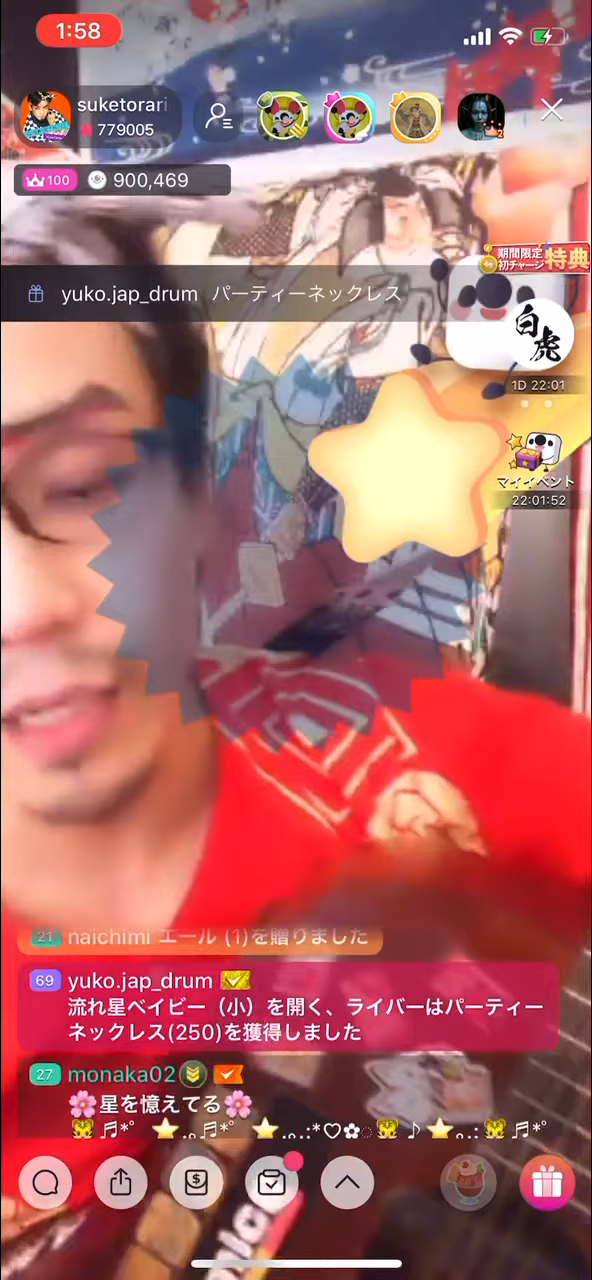 1:58
suketorari
779005
2
100
900,469
期間限定
初チャージ
特典
yuko.jap_drum パーティーネックレス
白虎
1D 22:01
マイイベント
22:01:52
21 naichimi エール (1)を贈りました
69 yuko.jap_drum
流れ星ベイビー（小）を開く、ライバーはパーティー
ネックレス(250)を獲得しました
27 monaka02
🌸星を憶えてる🌸
🐯♬*° ⭐.｡♬*° ⭐.｡.:*♡✿◌🐯♪⭐｡.:🐯♬*°